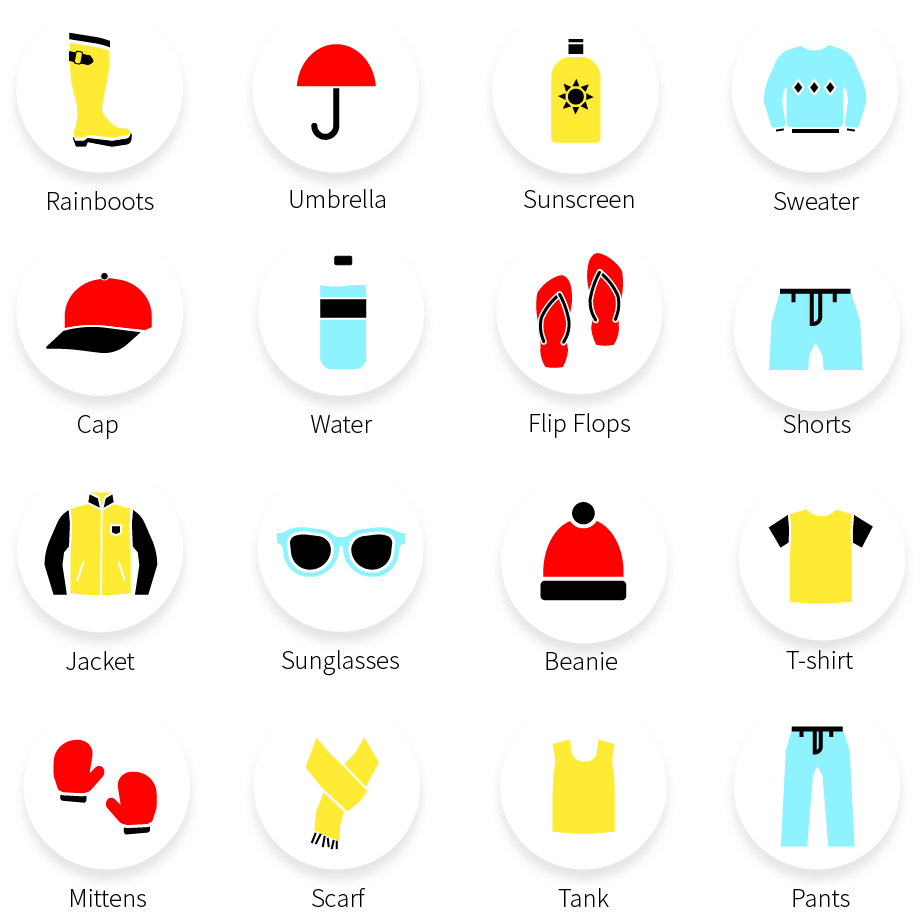 Rainboots
Umbrella
Sunscreen
Sweater
Cap
Water
Flip Flops
Shorts
Jacket
Sunglasses
Beanie
T-shirt
Mittens
Scarf
Tank
Pants